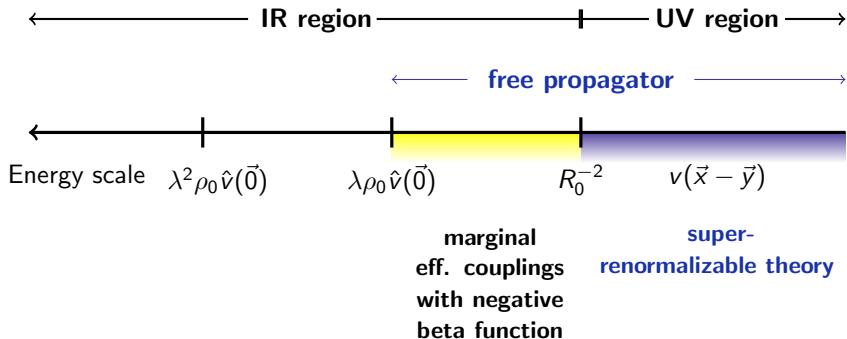 IR region UV region
free propagator
Energy scale λ²ρ₀v̂(0⃗) λρ₀v̂(0⃗) R₀⁻² v(x⃗ − y⃗)
marginal super-
eff. couplings renormalizable theory
with negative
beta function